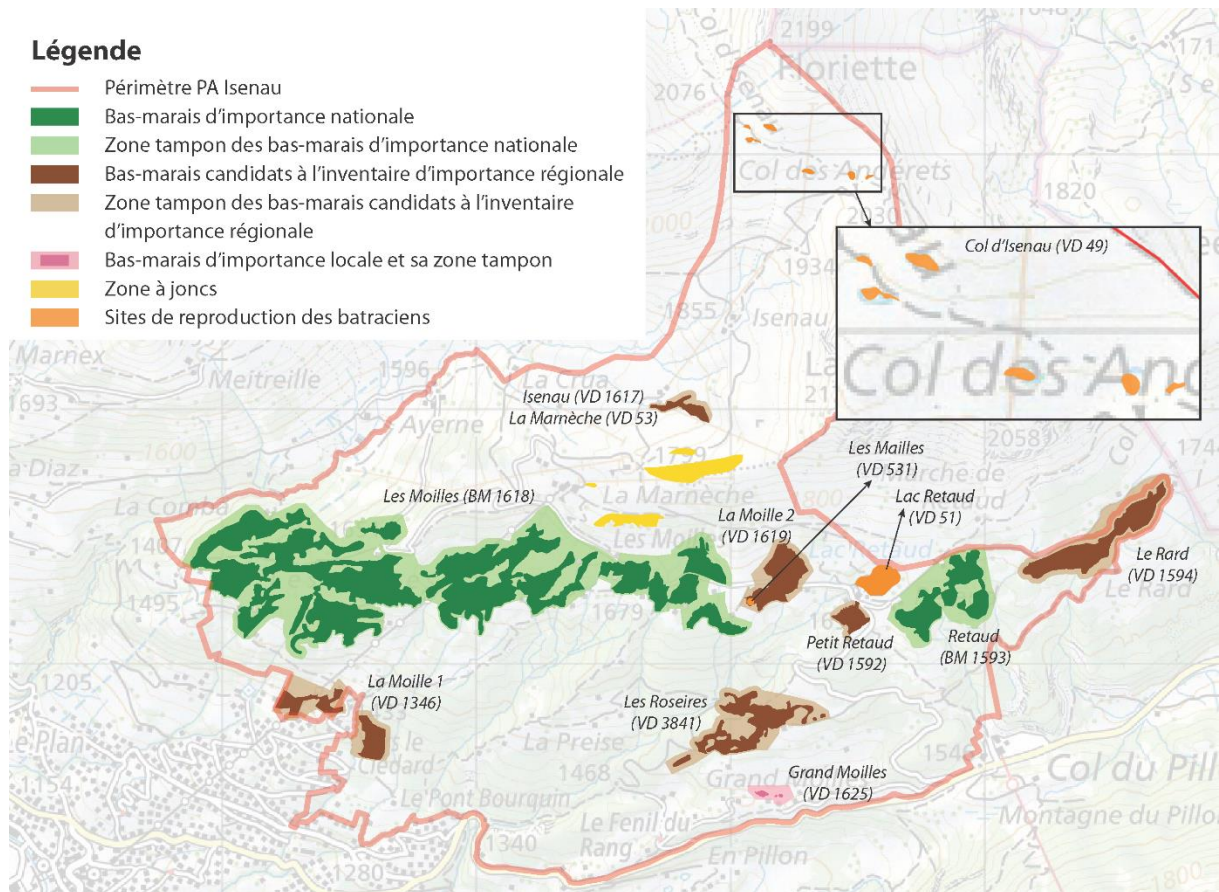 Légende
Périmètre PA Isenau
Bas-marais d'importance nationale
Zone tampon des bas-marais d'importance nationale
Bas-marais candidats à l'inventaire d'importance régionale
Zone tampon des bas-marais candidats à l'inventaire
d'importance régionale
Bas-marais d'importance locale et sa zone tampon
Zone à joncs
Sites de reproduction des batraciens
2199
Floriette
2076
Col des Andérets
1820
2030
Col d'Isenau (VD 49)
1934
1855
Isenau
Col des An
Marnex
Meitreille
1596
La Crua
1693
Ayerne
Isenau (VD 1617)
La Marnèche (VD 53)
2058
1799
Les Mailles
(VD 531)
La Comba
Les Moilles (BM 1618)
La Marnèche
Lac Retaud
(VD 51)
La Moille 2
(VD 1619)
Lac Retaud
1407
1495
1679
Le Rard
(VD 1594)
Le Rard
Petit Retaud
(VD 1592)
Retaud
(BM 1593)
1205
La Moille 1
(VD 1346)
Les Roseires
(VD 3841)
La Preise
1468
1154
Grand Moilles
(VD 1625)
Col du Pill
Le Pont Bourquin
Montagne du Pillo
Le Fenil du
Rang
En Pillon
1340
1280
1800